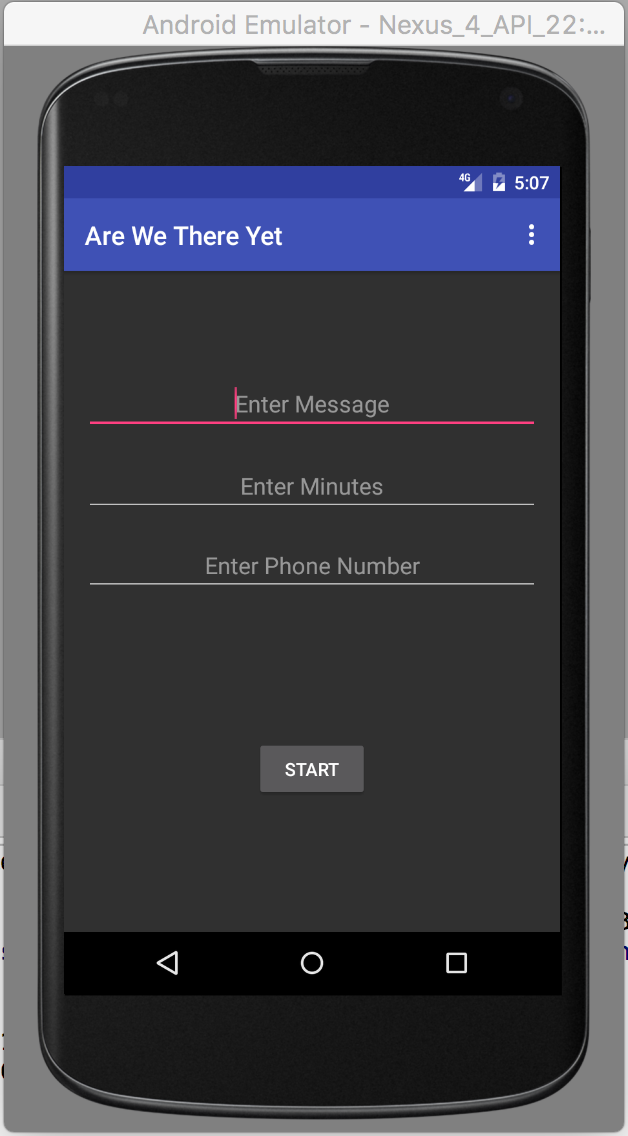 Android Emulator - Nexus_4_API_22:...
4G 5:07
Are We There Yet
Enter Message
Enter Minutes
Enter Phone Number
START